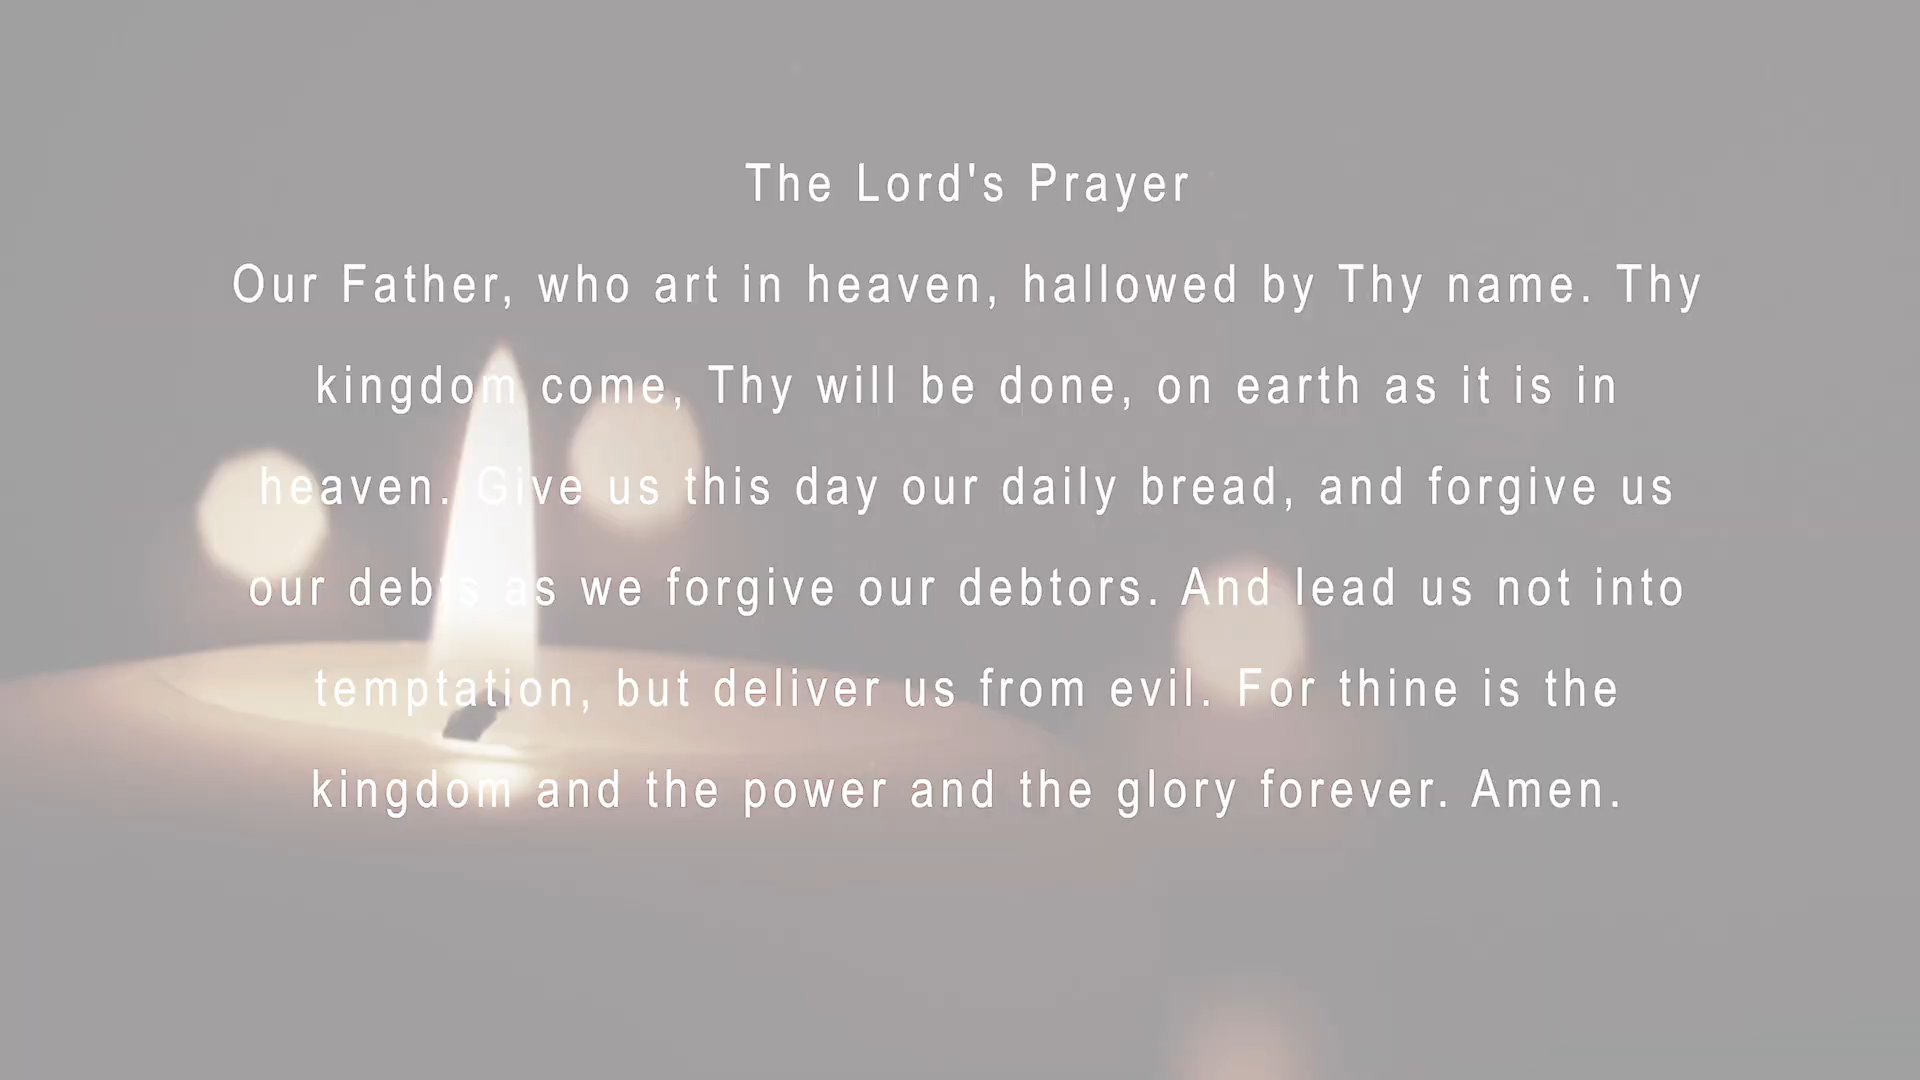 The Lord's Prayer
Our Father, who art in heaven, hallowed by Thy name. Thy
kingdom come, Thy will be done, on earth as it is in
heaven. Give us this day our daily bread, and forgive us
our debts as we forgive our debtors. And lead us not into
temptation, but deliver us from evil. For thine is the
kingdom and the power and the glory forever. Amen.